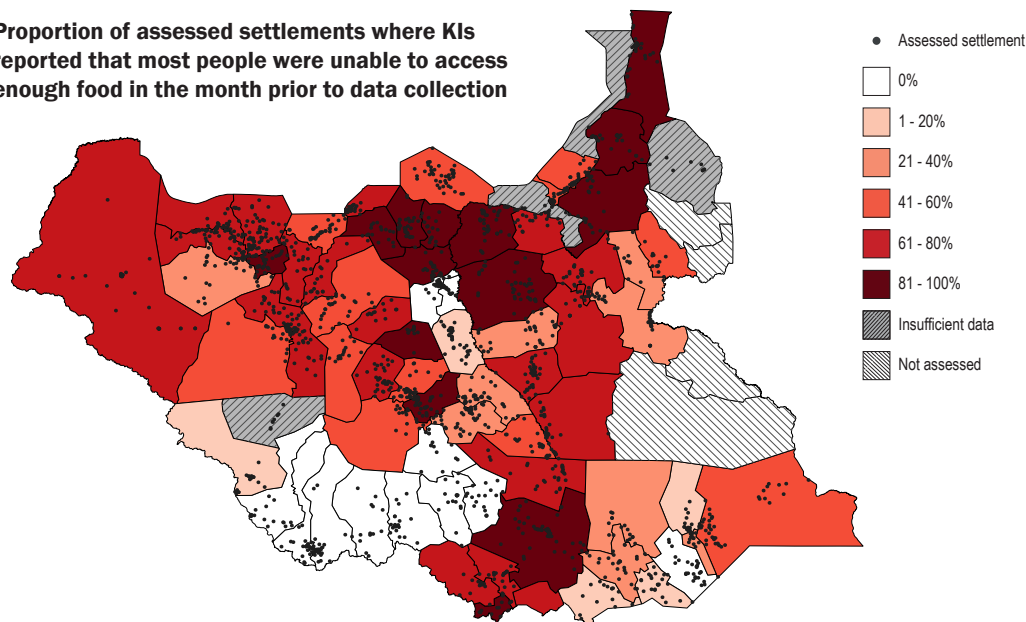 Proportion of assessed settlements where KIs
reported that most people were unable to access
enough food in the month prior to data collection
Assessed settlement
0%
1 - 20%
21 - 40%
41 - 60%
61 - 80%
81 - 100%
Insufficient data
Not assessed